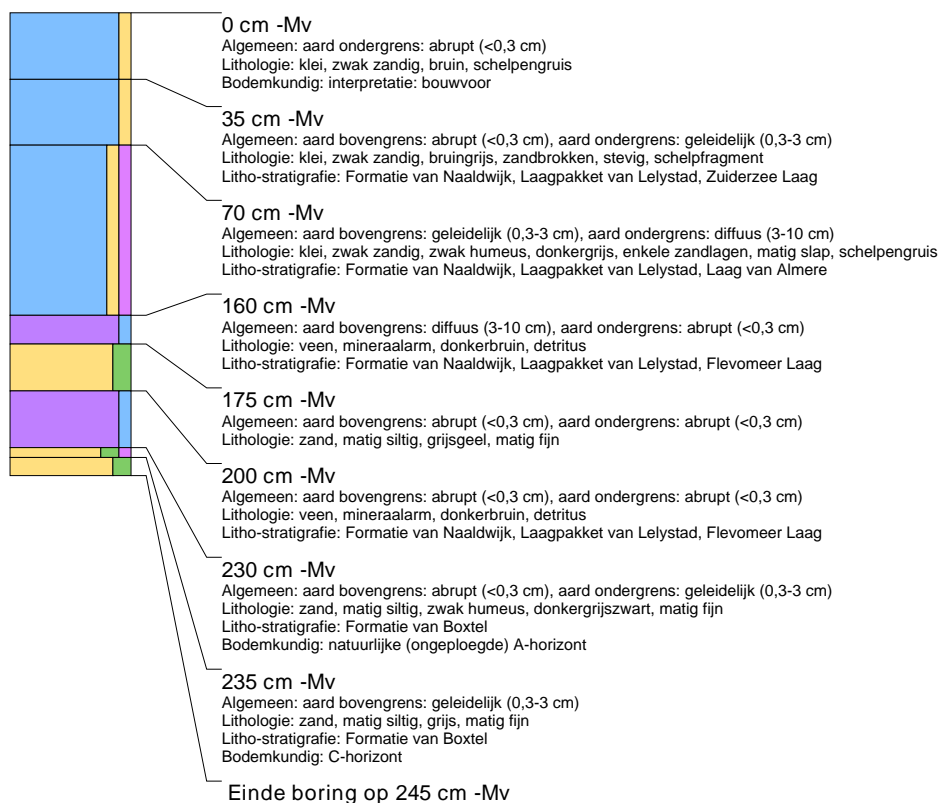 0 cm -Mv
Algemeen: aard ondergrens: abrupt (<0,3 cm)
Lithologie: klei, zwak zandig, bruin, schelpengruis
Bodemkundig: interpretatie: bouwvoor
35 cm -Mv
Algemeen: aard bovengrens: abrupt (<0,3 cm), aard ondergrens: geleidelijk (0,3-3 cm)
Lithologie: klei, zwak zandig, bruingrijs, zandbrokken, stevig, schelpfragment
Litho-stratigrafie: Formatie van Naaldwijk, Laagpakket van Lelystad, Zuiderzee Laag
70 cm -Mv
Algemeen: aard bovengrens: geleidelijk (0,3-3 cm), aard ondergrens: diffuus (3-10 cm)
Lithologie: klei, zwak zandig, zwak humeus, donkergrijs, enkele zandlagen, matig slap, schelpengruis
Litho-stratigrafie: Formatie van Naaldwijk, Laagpakket van Lelystad, Laag van Almere
160 cm -Mv
Algemeen: aard bovengrens: diffuus (3-10 cm), aard ondergrens: abrupt (<0,3 cm)
Lithologie: veen, mineraalarm, donkerbruin, detritus
Litho-stratigrafie: Formatie van Naaldwijk, Laagpakket van Lelystad, Flevomeer Laag
175 cm -Mv
Algemeen: aard bovengrens: abrupt (<0,3 cm), aard ondergrens: abrupt (<0,3 cm)
Lithologie: zand, matig siltig, grijsgeel, matig fijn
200 cm -Mv
Algemeen: aard bovengrens: abrupt (<0,3 cm), aard ondergrens: abrupt (<0,3 cm)
Lithologie: veen, mineraalarm, donkerbruin, detritus
Litho-stratigrafie: Formatie van Naaldwijk, Laagpakket van Lelystad, Flevomeer Laag
230 cm -Mv
Algemeen: aard bovengrens: abrupt (<0,3 cm), aard ondergrens: geleidelijk (0,3-3 cm)
Lithologie: zand, matig siltig, zwak humeus, donkergrijszwart, matig fijn
Litho-stratigrafie: Formatie van Boxtel
Bodemkundig: natuurlijke (ongeploegde) A-horizont
235 cm -Mv
Algemeen: aard bovengrens: geleidelijk (0,3-3 cm)
Lithologie: zand, matig siltig, grijs, matig fijn
Litho-stratigrafie: Formatie van Boxtel
Bodemkundig: C-horizont
Einde boring op 245 cm -Mv